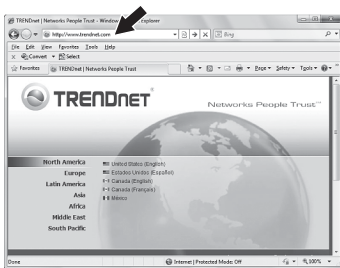 TRENDnet | Networks People Trust - Windows Internet Explorer
http://www.trendnet.com
Bing
File Edit View Favorites Tools Help
Convert Select
Favorites TRENDnet | Networks People Trust
Page Safety Tools
TRENDNET
Networks People Trust
North America
United States (English)
Europe
Estados Unidos (Español)
Latin America
Canada (English)
Asia
Canada (Français)
Africa
México
Middle East
South Pacific
Done
Internet | Protected Mode: Off
100%